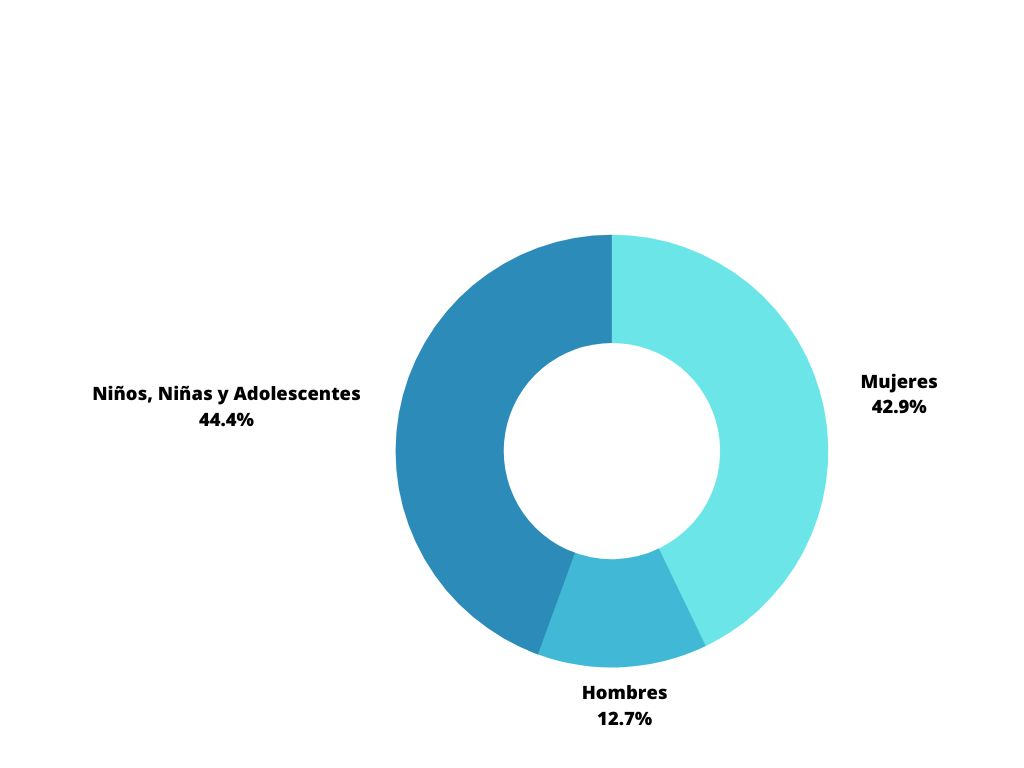 Niños, Niñas y Adolescentes
44.4%
Mujeres
42.9%
Hombres
12.7%